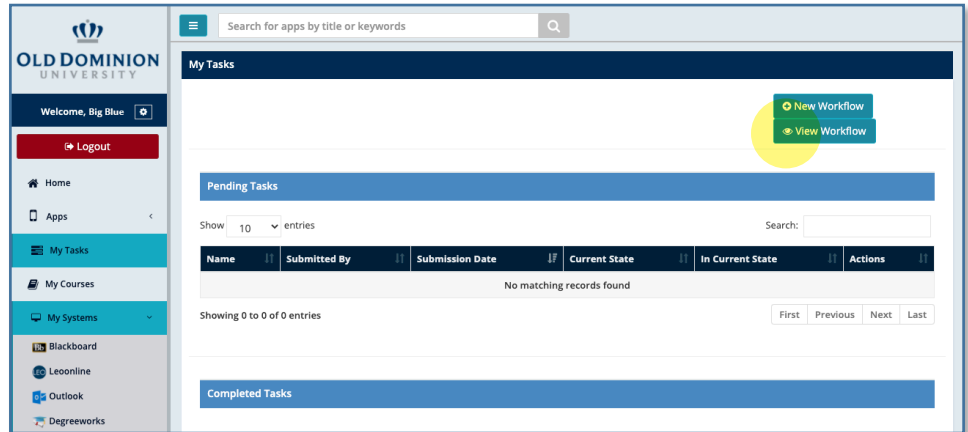 OLD DOMINION
UNIVERSITY
Welcome, Big Blue
Logout
Home
Apps
My Tasks
My Courses
My Systems
Blackboard
Leoonline
Outlook
Degreeworks
Search for apps by title or keywords
My Tasks
New Workflow
View Workflow
Pending Tasks
Show 10 entries Search:
Name Submitted By Submission Date Current State In Current State Actions
No matching records found
Showing 0 to 0 of 0 entries First Previous Next Last
Completed Tasks